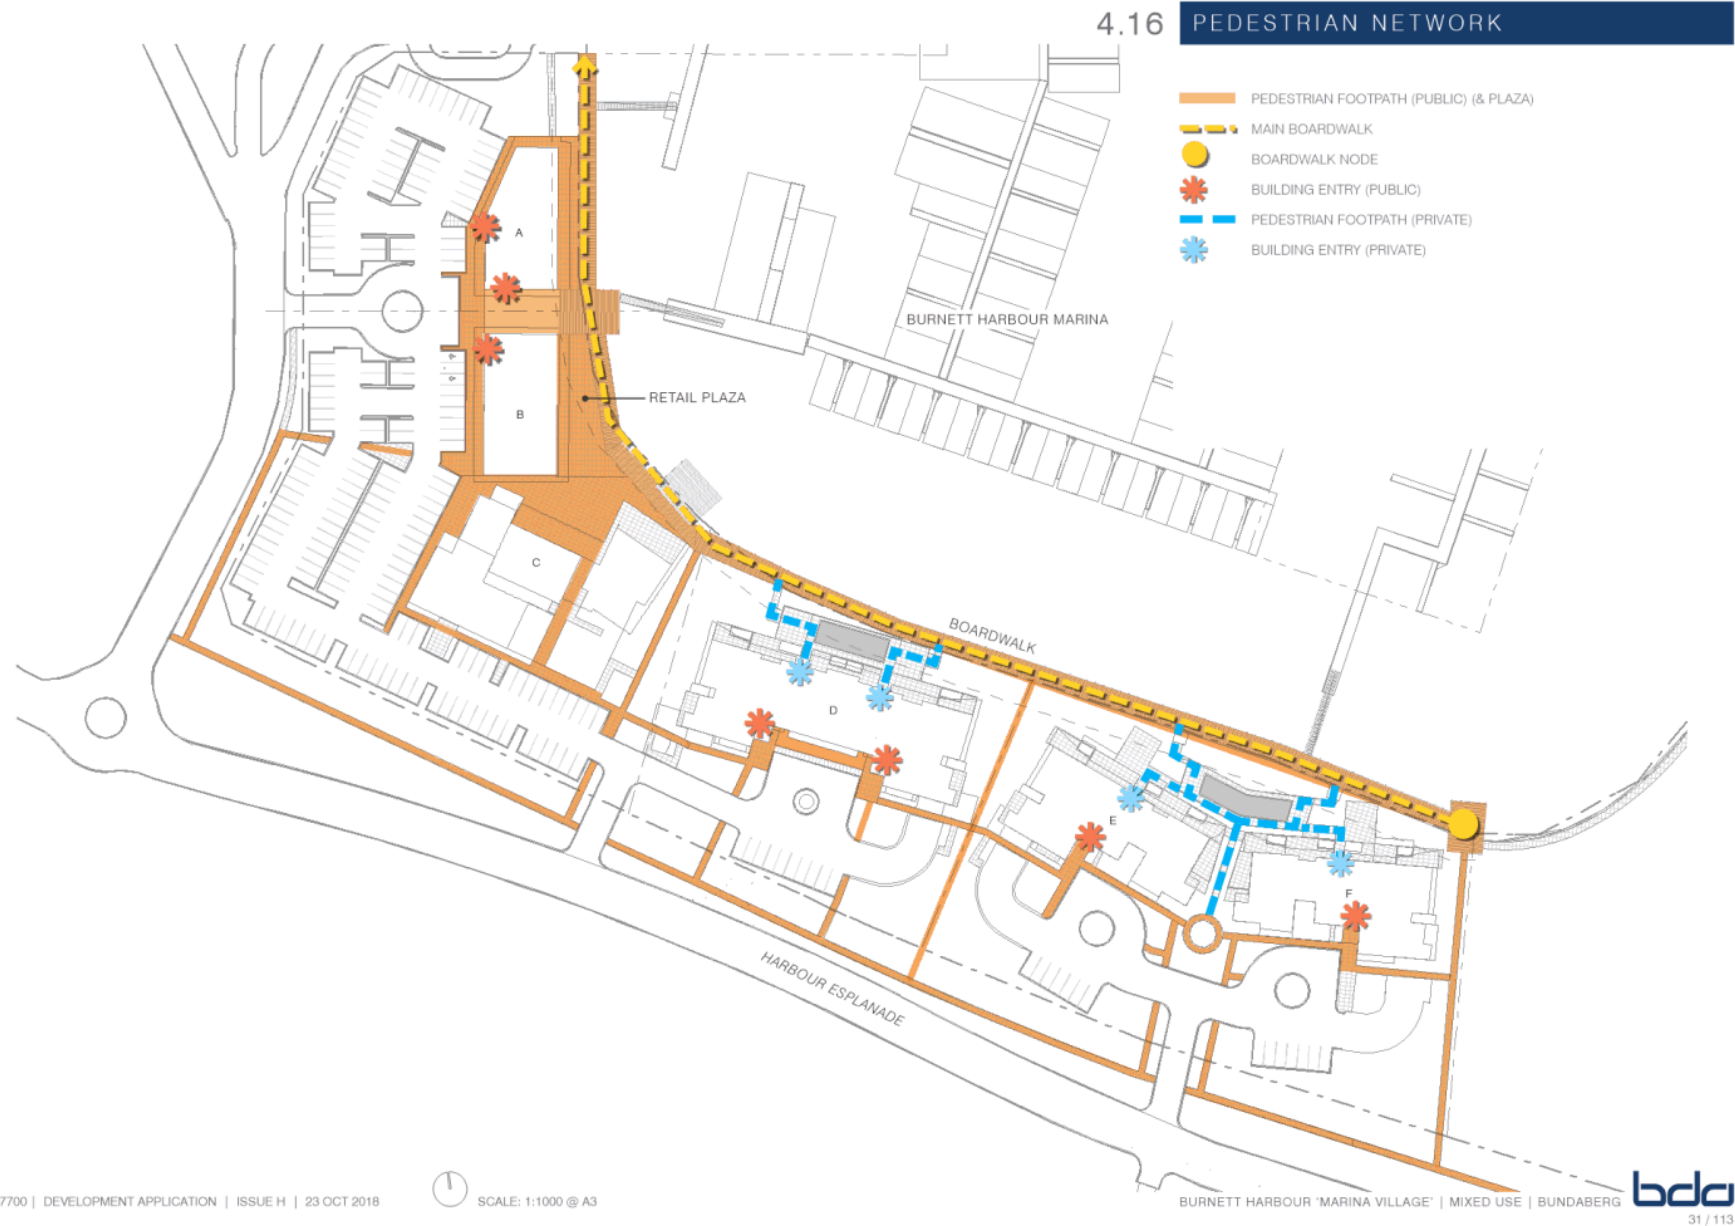 4.16 PEDESTRIAN NETWORK
PEDESTRIAN FOOTPATH (PUBLIC) (& PLAZA)
MAIN BOARDWALK
BOARDWALK NODE
BUILDING ENTRY (PUBLIC)
PEDESTRIAN FOOTPATH (PRIVATE)
BUILDING ENTRY (PRIVATE)
A
BURNETT HARBOUR MARINA
RETAIL PLAZA
B
C
BOARDWALK
D
E
F
HARBOUR ESPLANADE
7700 | DEVELOPMENT APPLICATION | ISSUE H | 23 OCT 2018
SCALE: 1:1000 @ A3
BURNETT HARBOUR 'MARINA VILLAGE' | MIXED USE | BUNDABERG
bda
31 / 113